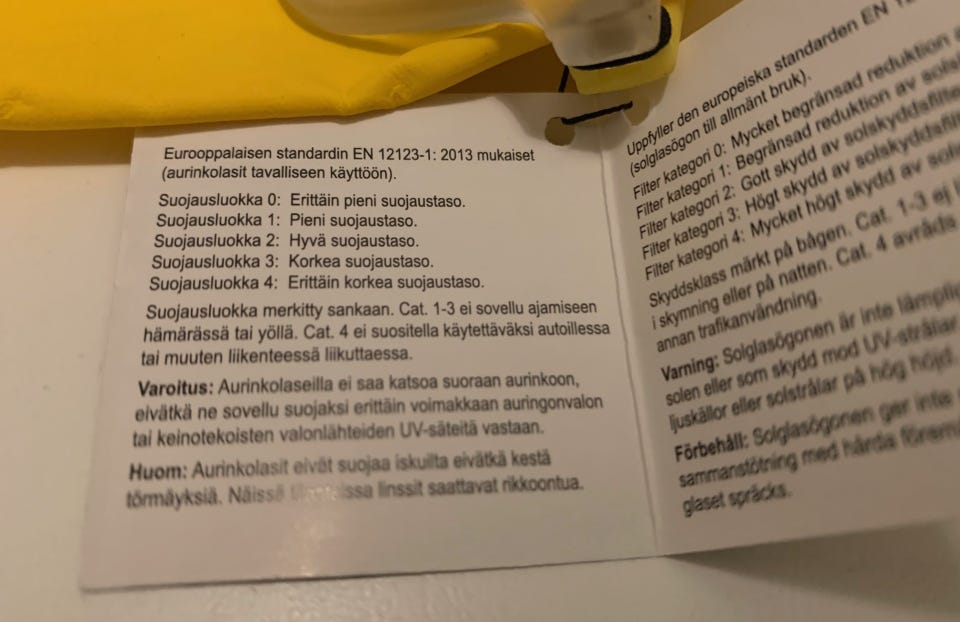 Eurooppalaisen standardin EN 12123-1: 2013 mukaiset
(aurinkolasit tavalliseen käyttöön).
Suojausluokka 0: Erittäin pieni suojaustaso.
Suojausluokka 1: Pieni suojaustaso.
Suojausluokka 2: Hyvä suojaustaso.
Suojausluokka 3: Korkea suojaustaso.
Suojausluokka 4: Erittäin korkea suojaustaso.
Suojausluokka merkitty sankaan. Cat. 1-3 ei sovellu ajamiseen
hämärässä tai yöllä. Cat. 4 ei suositella käytettäväksi autoillessa
tai muuten liikenteessä liikuttaessa.
Varoitus: Aurinkolaseilla ei saa katsoa suoraan aurinkoon,
eivätkä ne sovellu suojaksi erittäin voimakkaan auringonvalon
tai keinotekoisten valonlähteiden UV-säteitä vastaan.
Huom: Aurinkolasit eivät suojaa iskuilta eivätkä kestä
törmäyksiä. Näissä linssit saattavat rikkoontua.
Uppfyller den europeiska standarden EN
(solglasögon till allmänt bruk).
Filter kategori 0: Mycket begränsad reduktion
Filter kategori 1: Begränsad reduktion av
Filter kategori 2: Gott skydd av solskyddsfilte
Filter kategori 3: Högt skydd av solskyddsfil
Filter kategori 4: Mycket högt skydd av
Skyddsklass märkt på bågen. Cat. 1-3 ej
i skymning eller på natten. Cat. 4 avråds
annan trafikanvändning.
Varning: Solglasögonen är inte lämpli
solen eller som skydd mod UV-strålar
ljuskällor eller solstrålar på hög höjd.
Förbehåll: Solglasögonen ger inte
sammanstötning med hårda föremå
glaset spräcks.